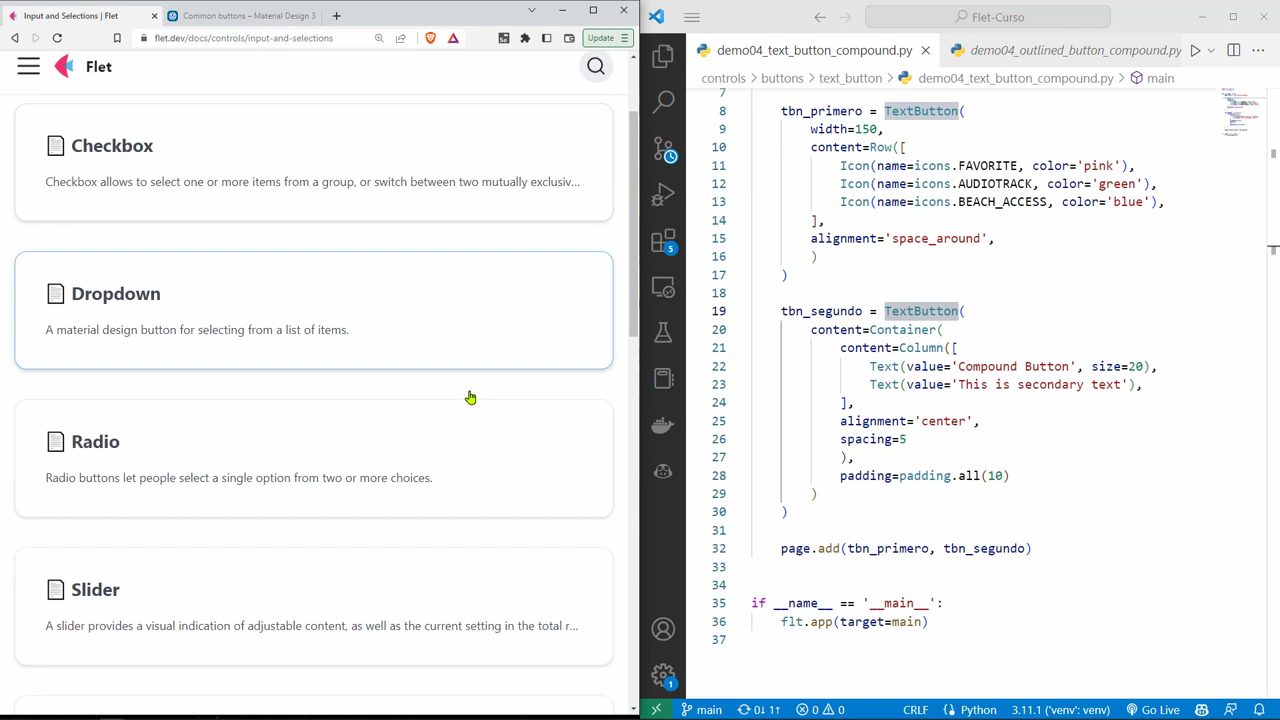 Input and Selections | Flet
Common buttons – Material Design 3
flet.dev/docs/controls/input-and-selections
Update
Flet
Checkbox
Checkbox allows to select one or more items from a group, or switch between two mutually exclusiv...
Dropdown
A material design button for selecting from a list of items.
Radio
Radio buttons let people select a single option from two or more choices.
Slider
A slider provides a visual indication of adjustable content, as well as the current setting in the total r...
Flet-Curso
demo04_text_button_compound.py
demo04_outlined_button_compound.py
controls > buttons > text_button > demo04_text_button_compound.py > main
7
8 tbn_primero = TextButton(
9 width=150,
10 content=Row([
11 Icon(name=icons.FAVORITE, color='pink'),
12 Icon(name=icons.AUDIOTRACK, color='green'),
13 Icon(name=icons.BEACH_ACCESS, color='blue'),
14 ],
15 alignment='space_around',
16 )
17 )
18
19 tbn_segundo = TextButton(
20 content=Container(
21 content=Column([
22 Text(value='Compound Button', size=20),
23 Text(value='This is secondary text'),
24 ],
25 alignment='center',
26 spacing=5
27 ),
28 padding=padding.all(10)
29 )
30 )
31
32 page.add(tbn_primero, tbn_segundo)
33
34
35 if __name__ == '__main__':
36 flt.app(target=main)
37
5
1
main
0↓ 1↑
0
0
CRLF
Python
3.11.1 ('venv': venv)
Go Live